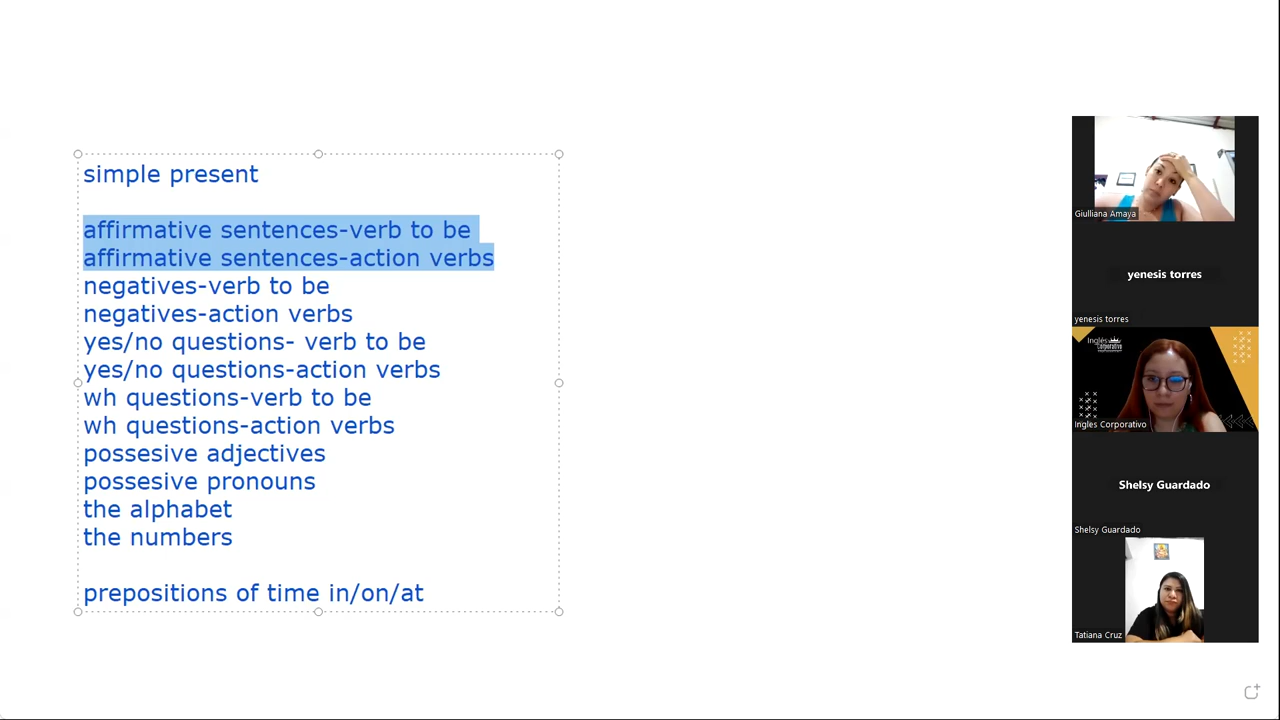 simple present
affirmative sentences-verb to be
affirmative sentences-action verbs
negatives-verb to be
negatives-action verbs
yes/no questions- verb to be
yes/no questions-action verbs
wh questions-verb to be
wh questions-action verbs
possesive adjectives
possesive pronouns
the alphabet
the numbers
prepositions of time in/on/at
Giulliana Amaya
yenesis torres
yenesis torres
Inglés
Corporativo
Ingles Corporativo
Shelsy Guardado
Shelsy Guardado
Tatiana Cruz